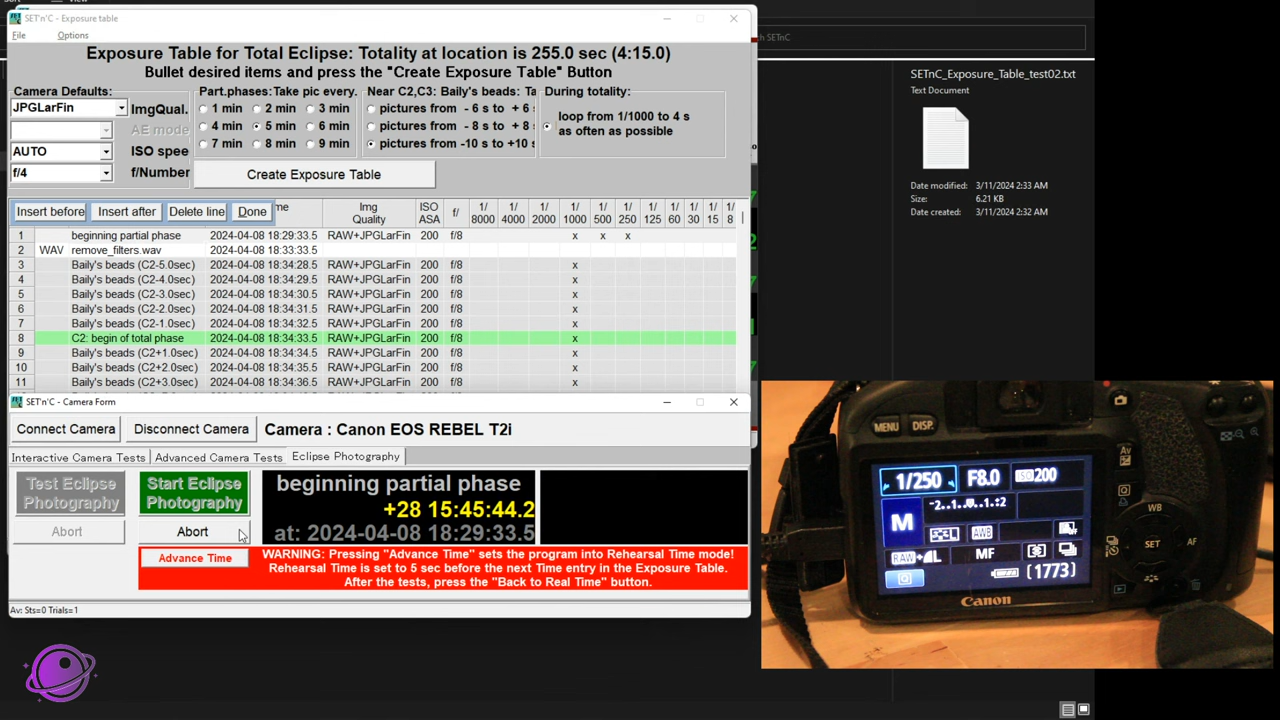 SET'n'C - Exposure table
File Options
Exposure Table for Total Eclipse: Totality at location is 255.0 sec (4:15.0)
Bullet desired items and press the "Create Exposure Table" Button
Camera Defaults:
JPGLarFin ImgQual.
AE mode
AUTO ISO spee
f/4 f/Number
Part.phases:Take pic every.
1 min 2 min 3 min
4 min 5 min 6 min
7 min 8 min 9 min
Near C2,C3: Baily's beads: Ta
pictures from - 6 s to + 6 s
pictures from - 8 s to + 8 s
pictures from -10 s to +10 s
During totality:
loop from 1/1000 to 4 s
as often as possible
Create Exposure Table
Insert before Insert after Delete line Done
me Img Quality ISO ASA f/ 1/8000 1/4000 1/2000 1/1000 1/500 1/250 1/125 1/60 1/30 1/15 1/8
1 beginning partial phase 2024-04-08 18:29:33.5 RAW+JPGLarFin 200 f/8 x x x
2 WAV remove_filters.wav 2024-04-08 18:33:33.5
3 Baily's beads (C2-5.0sec) 2024-04-08 18:34:28.5 RAW+JPGLarFin 200 f/8 x
4 Baily's beads (C2-4.0sec) 2024-04-08 18:34:29.5 RAW+JPGLarFin 200 f/8 x
5 Baily's beads (C2-3.0sec) 2024-04-08 18:34:30.5 RAW+JPGLarFin 200 f/8 x
6 Baily's beads (C2-2.0sec) 2024-04-08 18:34:31.5 RAW+JPGLarFin 200 f/8 x
7 Baily's beads (C2-1.0sec) 2024-04-08 18:34:32.5 RAW+JPGLarFin 200 f/8 x
8 C2: begin of total phase 2024-04-08 18:34:33.5 RAW+JPGLarFin 200 f/8 x
9 Baily's beads (C2+1.0sec) 2024-04-08 18:34:34.5 RAW+JPGLarFin 200 f/8 x
10 Baily's beads (C2+2.0sec) 2024-04-08 18:34:35.5 RAW+JPGLarFin 200 f/8 x
11 Baily's beads (C2+3.0sec) 2024-04-08 18:34:36.5 RAW+JPGLarFin 200 f/8 x
SET'n'C - Camera Form
Connect Camera Disconnect Camera Camera : Canon EOS REBEL T2i
Interactive Camera Tests Advanced Camera Tests Eclipse Photography
Test Eclipse Photography
Start Eclipse Photography
Abort
Abort
beginning partial phase
+28 15:45:44.2
at: 2024-04-08 18:29:33.5
Advance Time
WARNING: Pressing "Advance Time" sets the program into Rehearsal Time mode!
Rehearsal Time is set to 5 sec before the next Time entry in the Exposure Table.
After the tests, press the "Back to Real Time" button.
Av: Sts=0 Trials=1
SETnC
SETnC_Exposure_Table_test02.txt
Text Document
Date modified: 3/11/2024 2:33 AM
Size: 6.21 KB
Date created: 3/11/2024 2:32 AM
MENU DISP.
1/250 F8.0 ISO200
M
-2..1..0..1.:2
AWB
RAW+L MF
Q
(1773)
Canon
Av
Q
WB
SET AF